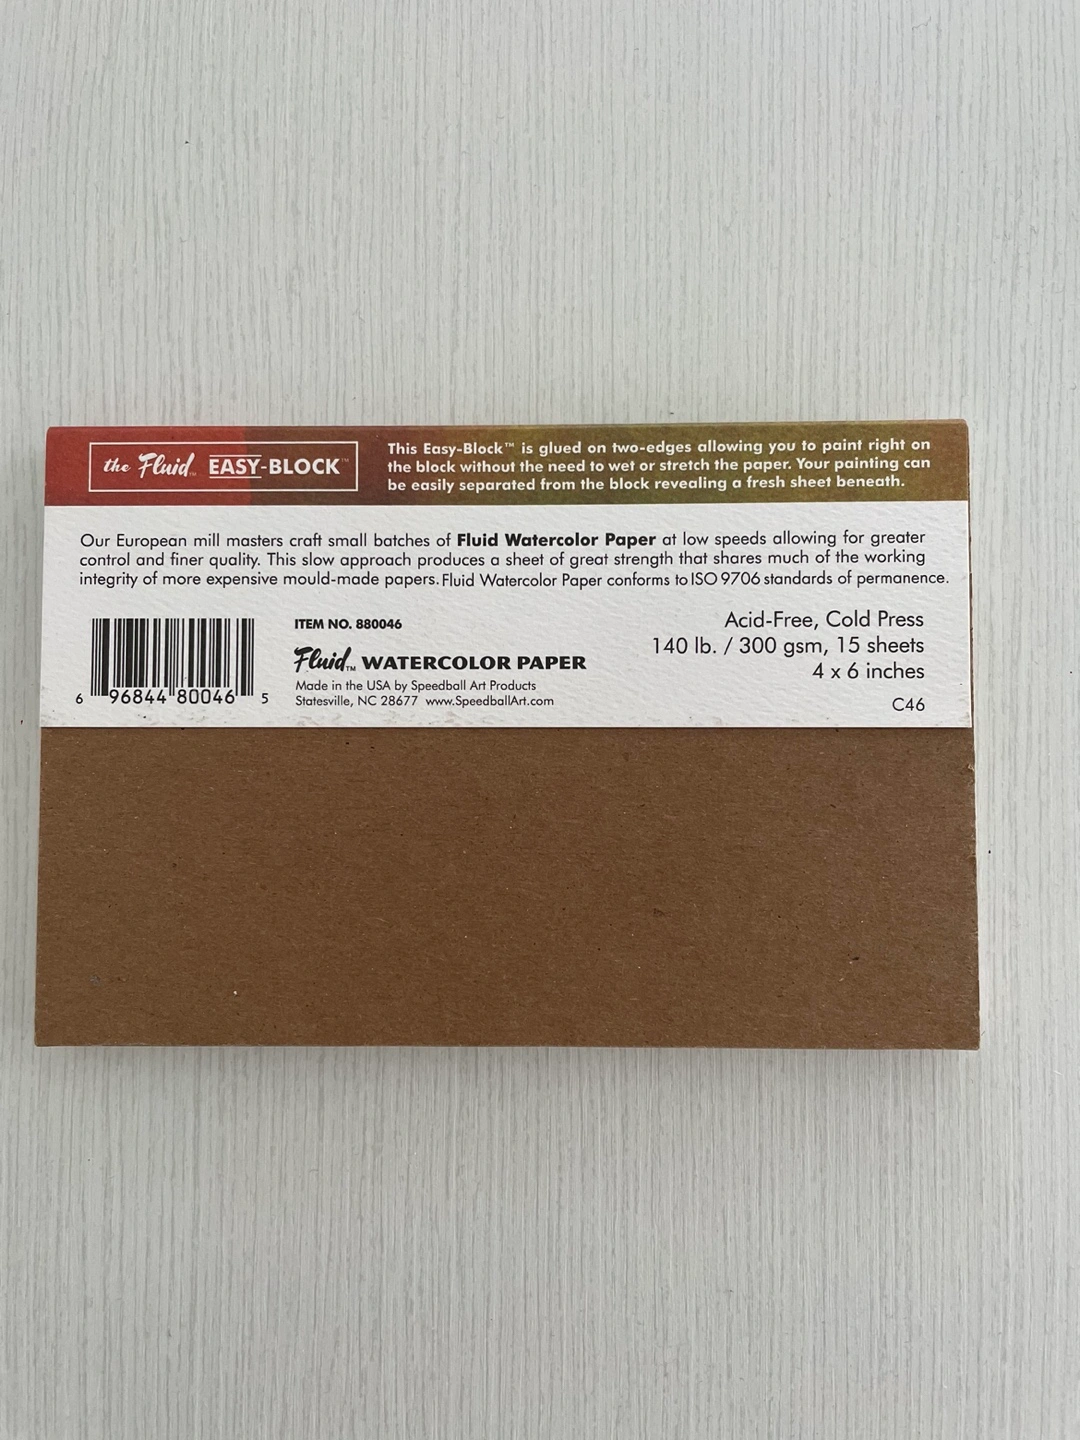 the Fluid™ EASY-BLOCK™
This Easy-Block™ is glued on two-edges allowing you to paint right on
the block without the need to wet or stretch the paper. Your painting can
be easily separated from the block revealing a fresh sheet beneath.
Our European mill masters craft small batches of Fluid Watercolor Paper at low speeds allowing for greater
control and finer quality. This slow approach produces a sheet of great strength that shares much of the working
integrity of more expensive mould-made papers. Fluid Watercolor Paper conforms to ISO 9706 standards of permanence.
6 96844 80046 5
ITEM NO. 880046
Fluid™ WATERCOLOR PAPER
Made in the USA by Speedball Art Products
Statesville, NC 28677 www.SpeedballArt.com
Acid-Free, Cold Press
140 lb. / 300 gsm, 15 sheets
4 x 6 inches
C46